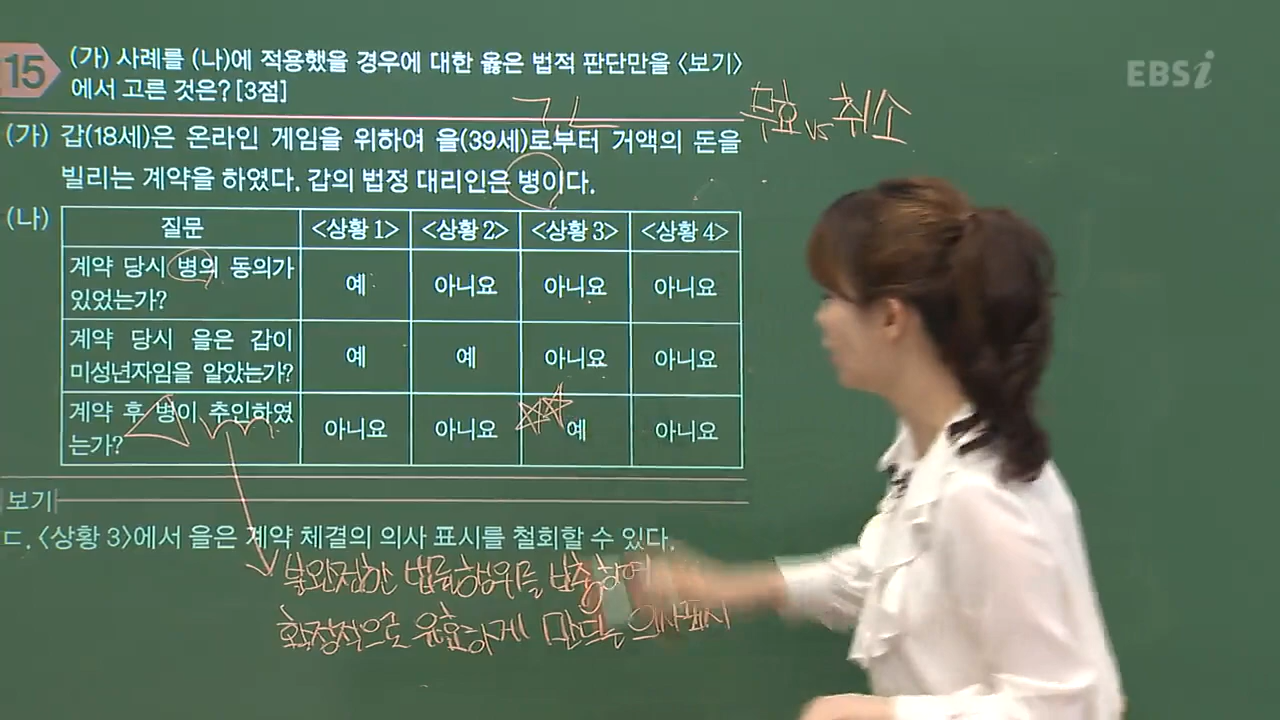 15 (가) 사례를 (나)에 적용했을 경우에 대한 옳은 법적 판단만을 〈보기〉
에서 고른 것은? [3점]
EBSi
ㄱ, ㄴ
무효 vs 취소
(가) 갑(18세)은 온라인 게임을 위하여 을(39세)로부터 거액의 돈을
빌리는 계약을 하였다. 갑의 법정 대리인은 병이다.
(나)
질문 <상황 1> <상황 2> <상황 3> <상황 4>
계약 당시 병의 동의가
있었는가? 예 아니요 아니요 아니요
계약 당시 을은 갑이
미성년자임을 알았는가? 예 예 아니요 아니요
계약 후 병이 추인하였
는가? 아니요 아니요 예 아니요
보기
ㄷ. 〈상황 3〉에서 을은 계약 체결의 의사 표시를 철회할 수 있다.
불완전한 법률행위를 보충하여
확정적으로 유효하게 만드는 의사표시